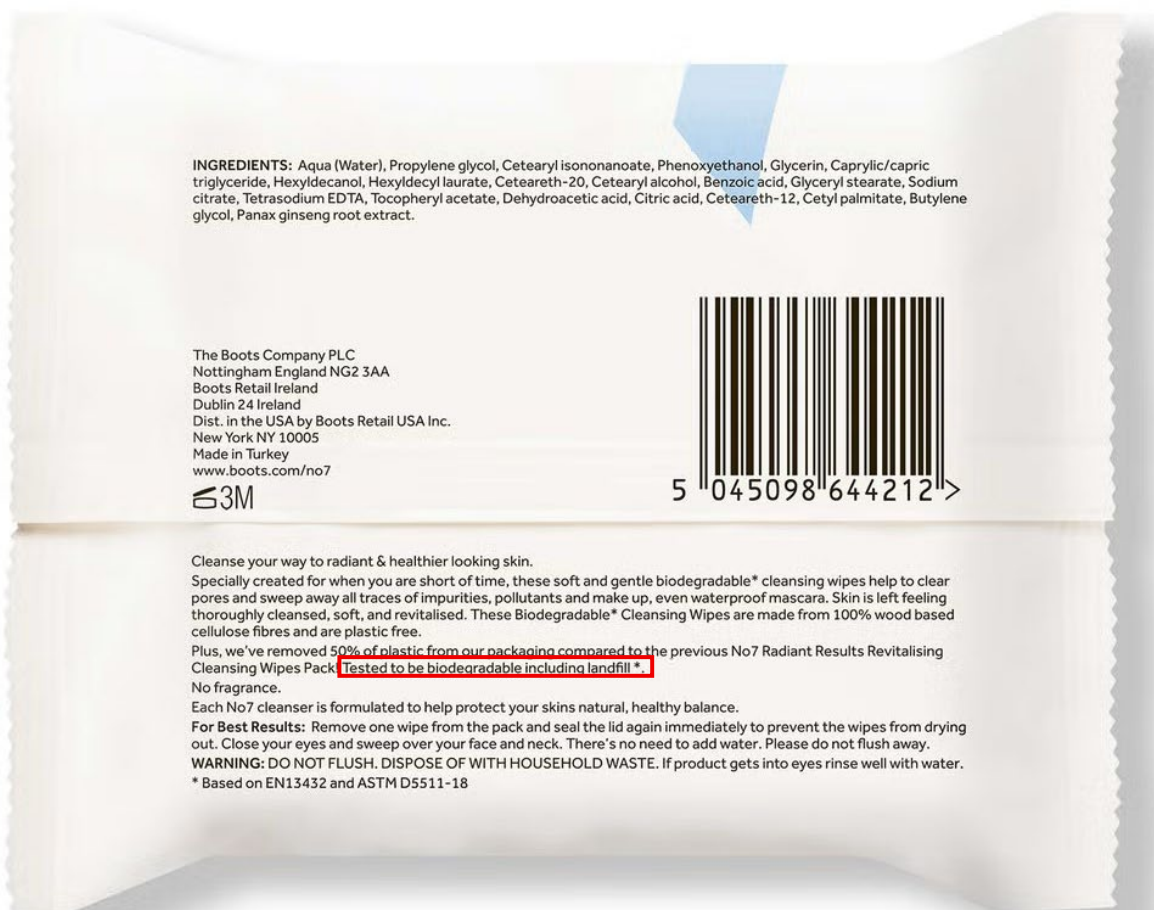 INGREDIENTS: Aqua (Water), Propylene glycol, Cetearyl isononanoate, Phenoxyethanol, Glycerin, Caprylic/capric
triglyceride, Hexyldecanol, Hexyldecyl laurate, Ceteareth-20, Cetearyl alcohol, Benzoic acid, Glyceryl stearate, Sodium
citrate, Tetrasodium EDTA, Tocopheryl acetate, Dehydroacetic acid, Citric acid, Ceteareth-12, Cetyl palmitate, Butylene
glycol, Panax ginseng root extract.
The Boots Company PLC
Nottingham England NG2 3AA
Boots Retail Ireland
Dublin 24 Ireland
Dist. in the USA by Boots Retail USA Inc.
New York NY 10005
Made in Turkey
www.boots.com/no7
3M
5 045098 644212 >
Cleanse your way to radiant & healthier looking skin.
Specially created for when you are short of time, these soft and gentle biodegradable* cleansing wipes help to clear
pores and sweep away all traces of impurities, pollutants and make up, even waterproof mascara. Skin is left feeling
thoroughly cleansed, soft, and revitalised. These Biodegradable* Cleansing Wipes are made from 100% wood based
cellulose fibres and are plastic free.
Plus, we've removed 50% of plastic from our packaging compared to the previous No7 Radiant Results Revitalising
Cleansing Wipes Pack! Tested to be biodegradable including landfill *.
No fragrance.
Each No7 cleanser is formulated to help protect your skins natural, healthy balance.
For Best Results: Remove one wipe from the pack and seal the lid again immediately to prevent the wipes from drying
out. Close your eyes and sweep over your face and neck. There's no need to add water. Please do not flush away.
WARNING: DO NOT FLUSH. DISPOSE OF WITH HOUSEHOLD WASTE. If product gets into eyes rinse well with water.
* Based on EN13432 and ASTM D5511-18